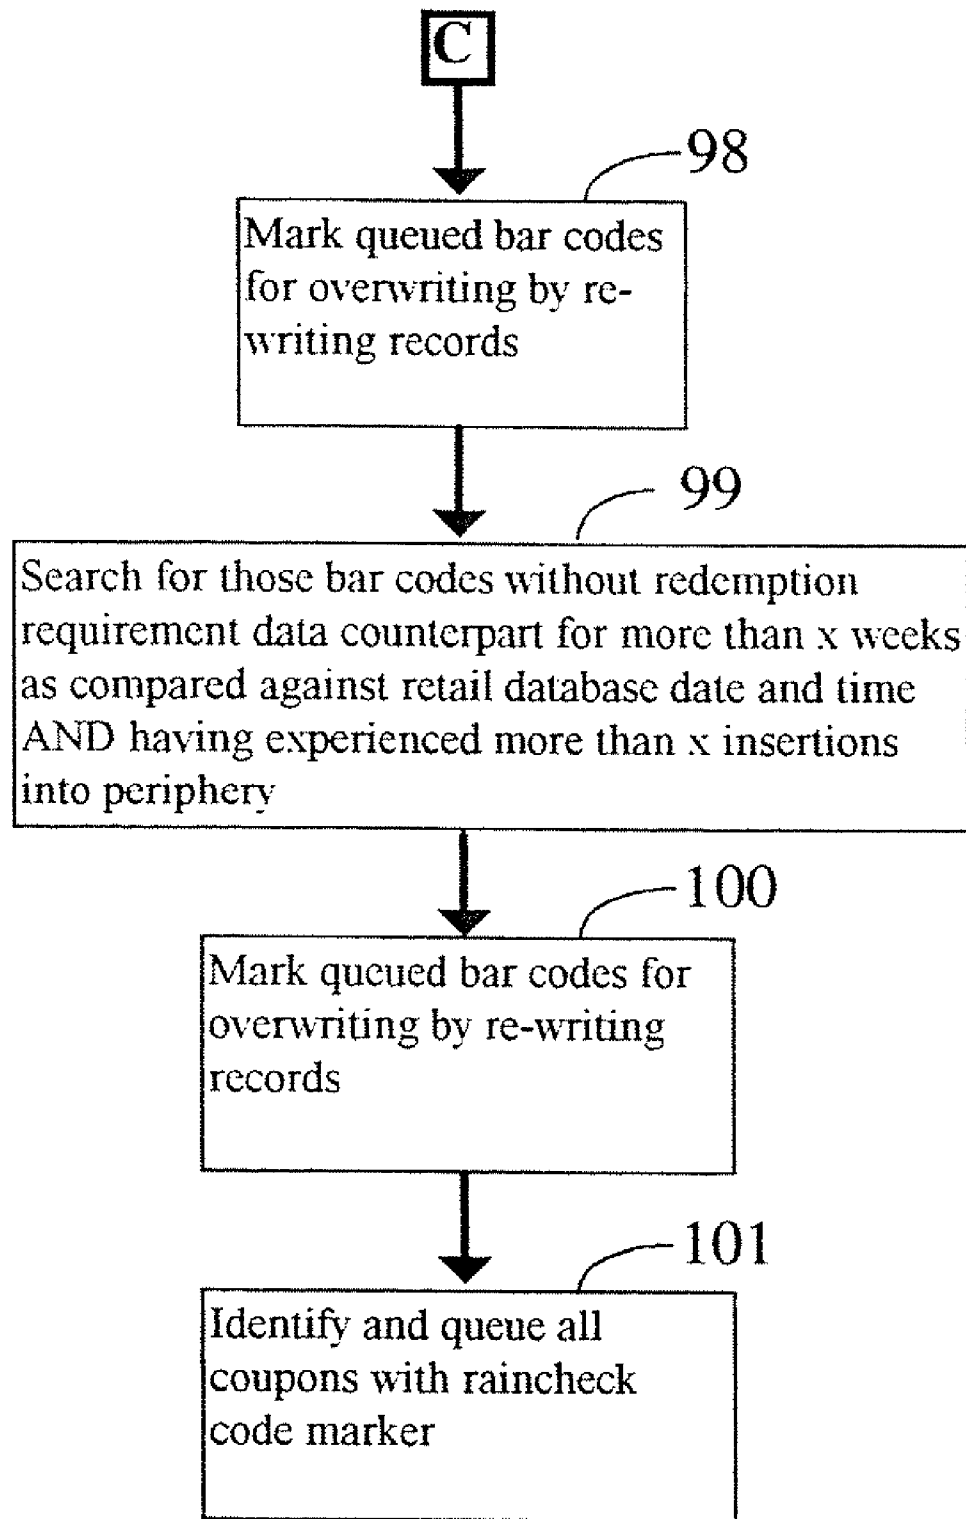 C
98
Mark queued bar codes
for overwriting by re-
writing records
99
Search for those bar codes without redemption
requirement data counterpart for more than x weeks
as compared against retail database date and time
AND having experienced more than x insertions
into periphery
100
Mark queued bar codes for
overwriting by re-writing
records
101
Identify and queue all
coupons with raincheck
code marker